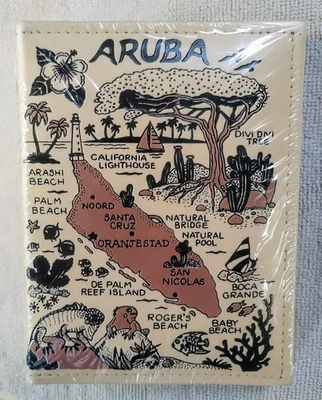 ARUBA
DIVI DIVI
TREE
CALIFORNIA
LIGHTHOUSE
ARASHI
BEACH
PALM
BEACH
NOORD
SANTA
CRUZ
NATURAL
BRIDGE
ORANJESTAD
NATURAL
POOL
SAN
NICOLAS
DE PALM
REEF ISLAND
BOCA
GRANDE
ROGER'S
BEACH
BABY
BEACH